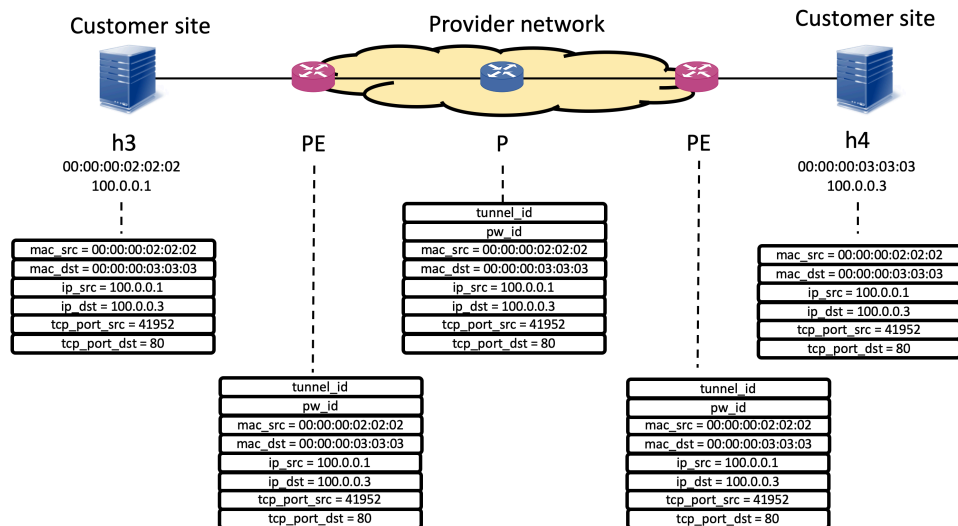 Customer site
Provider network
Customer site
h3
00:00:00:02:02:02
100.0.0.1
PE
P
PE
h4
00:00:00:03:03:03
100.0.0.3
mac_src = 00:00:00:02:02:02
mac_dst = 00:00:00:03:03:03
ip_src = 100.0.0.1
ip_dst = 100.0.0.3
tcp_port_src = 41952
tcp_port_dst = 80
tunnel_id
pw_id
mac_src = 00:00:00:02:02:02
mac_dst = 00:00:00:03:03:03
ip_src = 100.0.0.1
ip_dst = 100.0.0.3
tcp_port_src = 41952
tcp_port_dst = 80
tunnel_id
pw_id
mac_src = 00:00:00:02:02:02
mac_dst = 00:00:00:03:03:03
ip_src = 100.0.0.1
ip_dst = 100.0.0.3
tcp_port_src = 41952
tcp_port_dst = 80
tunnel_id
pw_id
mac_src = 00:00:00:02:02:02
mac_dst = 00:00:00:03:03:03
ip_src = 100.0.0.1
ip_dst = 100.0.0.3
tcp_port_src = 41952
tcp_port_dst = 80
mac_src = 00:00:00:02:02:02
mac_dst = 00:00:00:03:03:03
ip_src = 100.0.0.1
ip_dst = 100.0.0.3
tcp_port_src = 41952
tcp_port_dst = 80